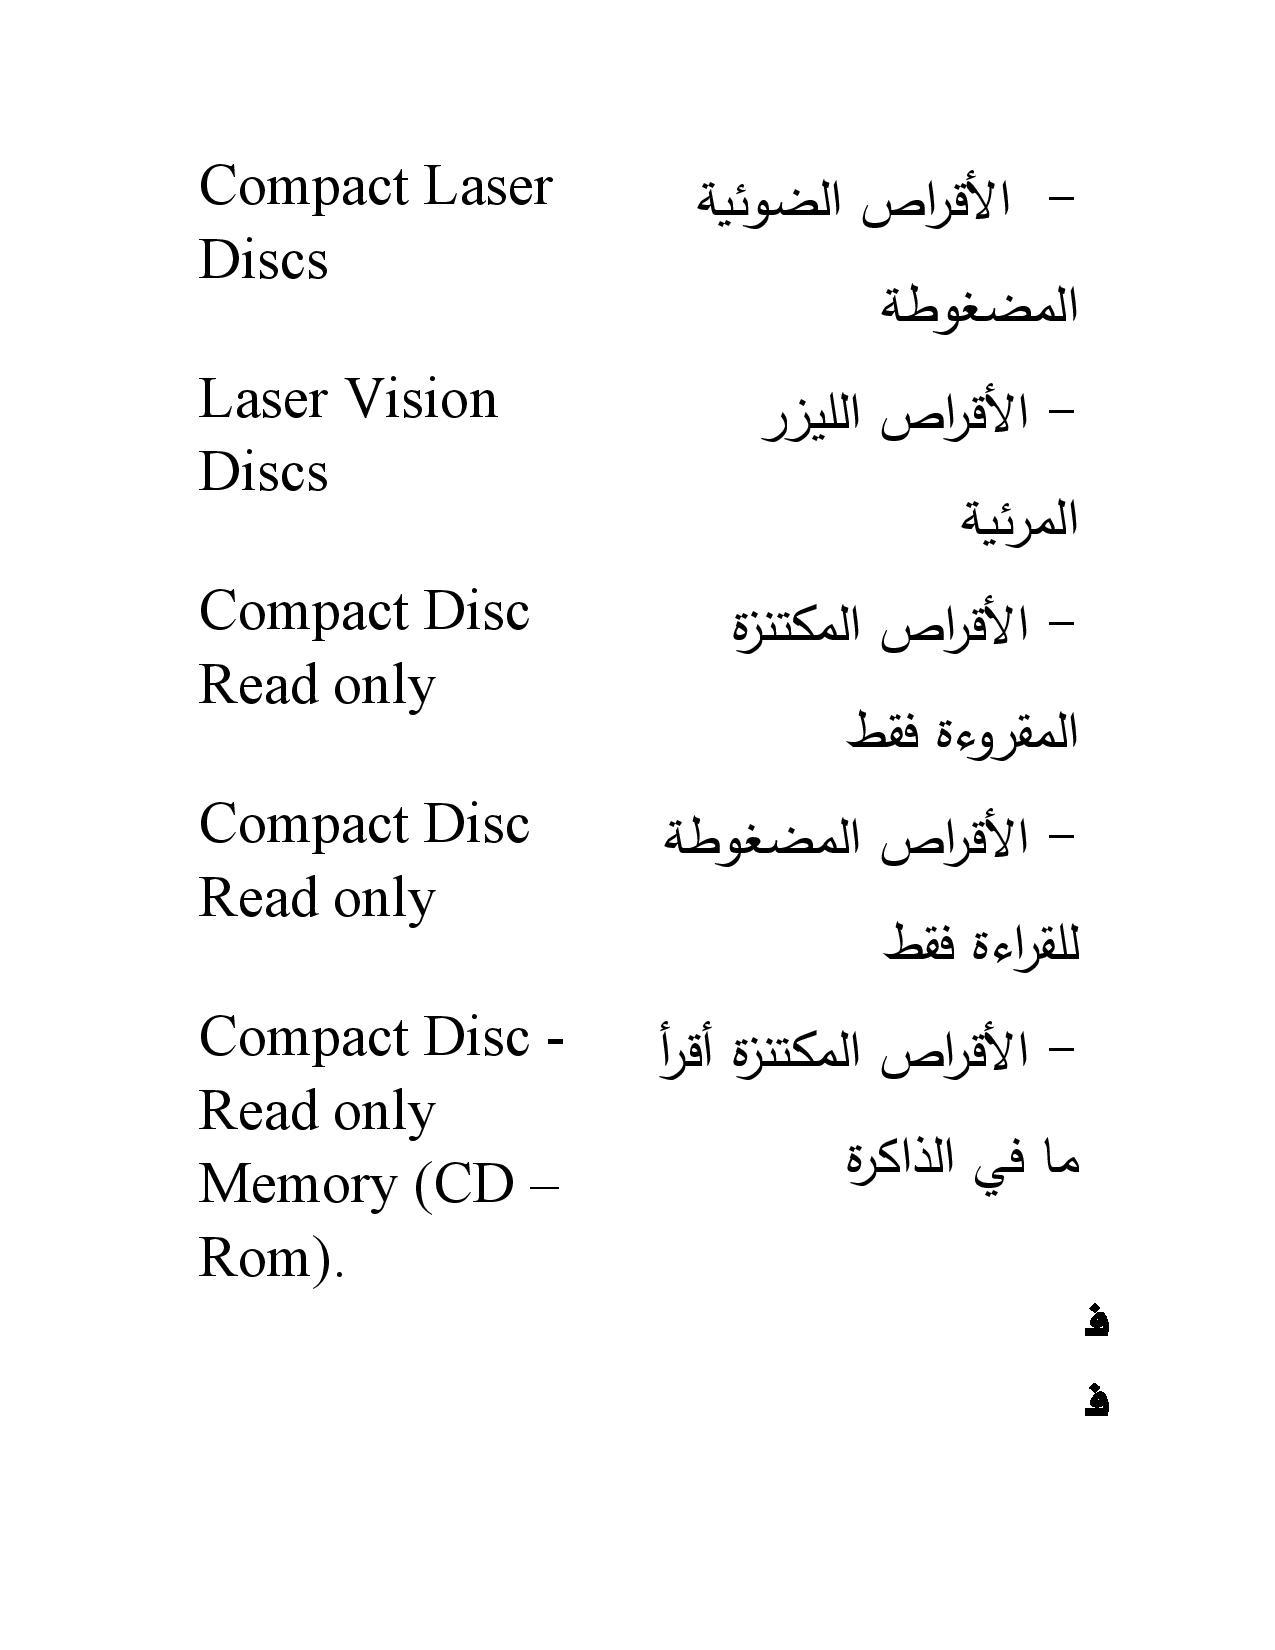 Compact Laser
Discs
- الأقراص الضوئية
المضغوطة
Laser Vision
Discs
- الأقراص الليزر
المرئية
Compact Disc
Read only
- الأقراص المكتنزة
المقروءة فقط
Compact Disc
Read only
- الأقراص المضغوطة
للقراءة فقط
Compact Disc -
Read only
Memory (CD –
Rom).
- الأقراص المكتنزة أقرأ
ما في الذاكرة
فـ
فـ